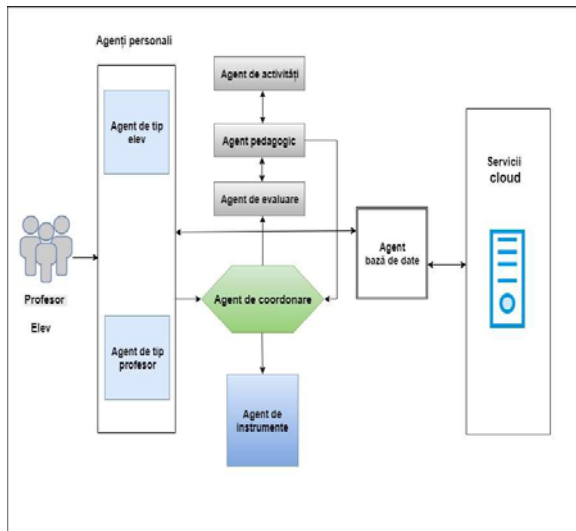 Agenți personali
Agent de tip
elev
Agent de tip
profesor
Profesor
Elev
Agent de activități
Agent pedagogic
Agent de evaluare
Agent de coordonare
Agent de
instrumente
Agent
bază de date
Servicii
cloud